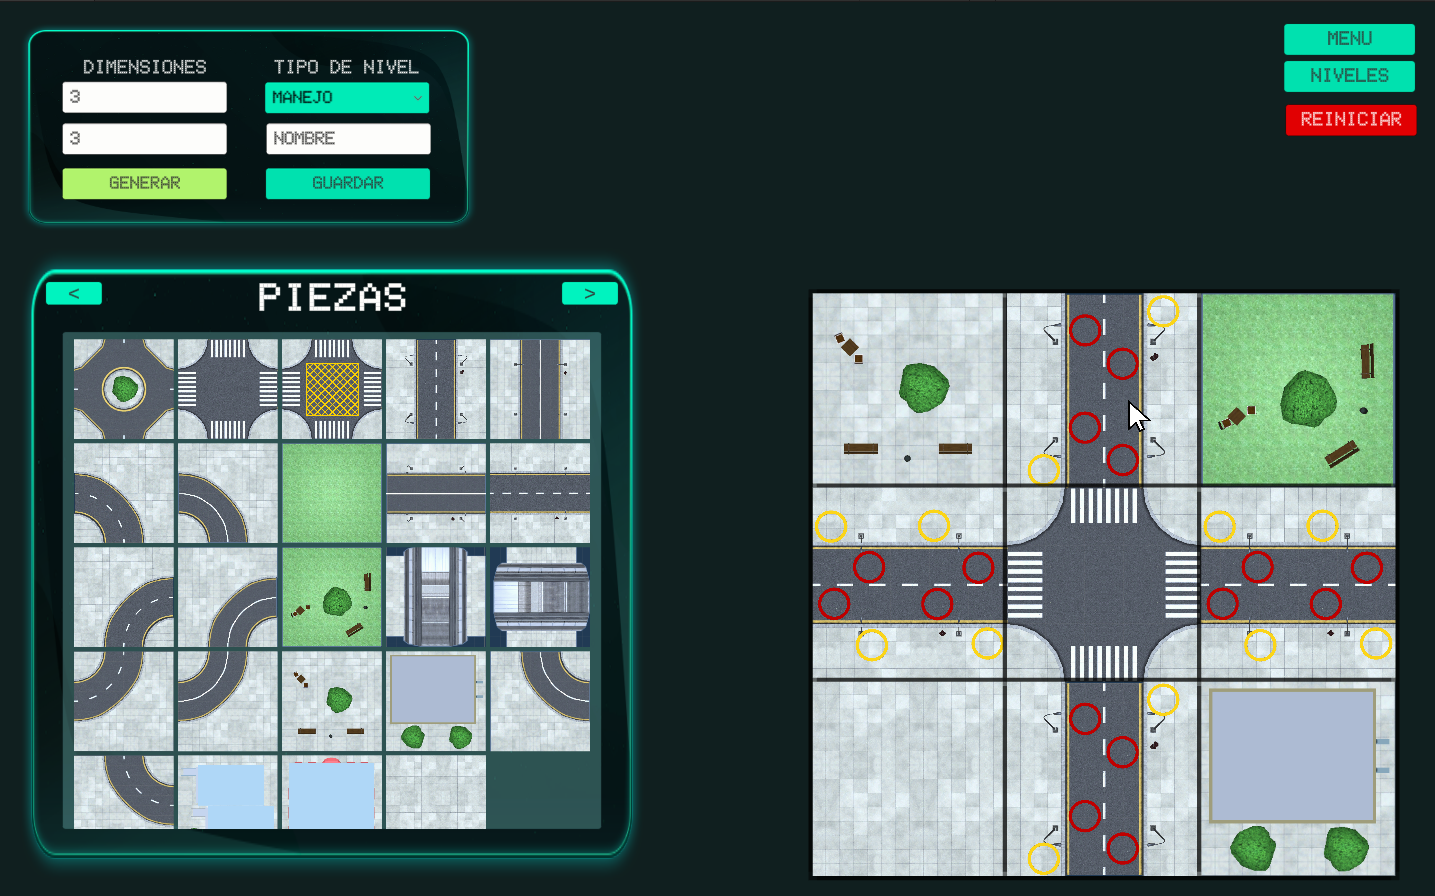 DIMENSIONES
TIPO DE NIVEL
3
MANEJO
3
NOMBRE
GENERAR
GUARDAR
MENU
NIVELES
REINICIAR
<
PIEZAS
>